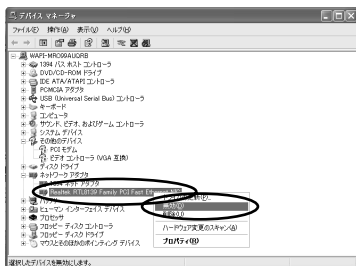 デバイス マネージャ
ファイル(F) 操作(A) 表示(V) ヘルプ(H)
WAPI-MRO99AUQRB
1394 バス ホスト コントローラ
DVD/CD-ROM ドライブ
IDE ATA/ATAPI コントローラ
PCMCIA アダプタ
USB (Universal Serial Bus) コントローラ
キーボード
コンピュータ
サウンド、ビデオ、およびゲーム コントローラ
システム デバイス
その他のデバイス
PCI モデム
ビデオ コントローラ (VGA 互換)
ディスク ドライブ
ネットワーク アダプタ
1394 ネット アダプタ
Realtek RTL8139 Family PCI Fast
無効(D)
ヒューマン インターフェイス デバイス
プロセッサ
フロッピー ディスク コントローラ
ハードウェア変更のスキャン(A)
フロッピー ディスク ドライブ
マウスとそのほかのポインティング デバイス
プロパティ(R)
選択したデバイスを無効にします。